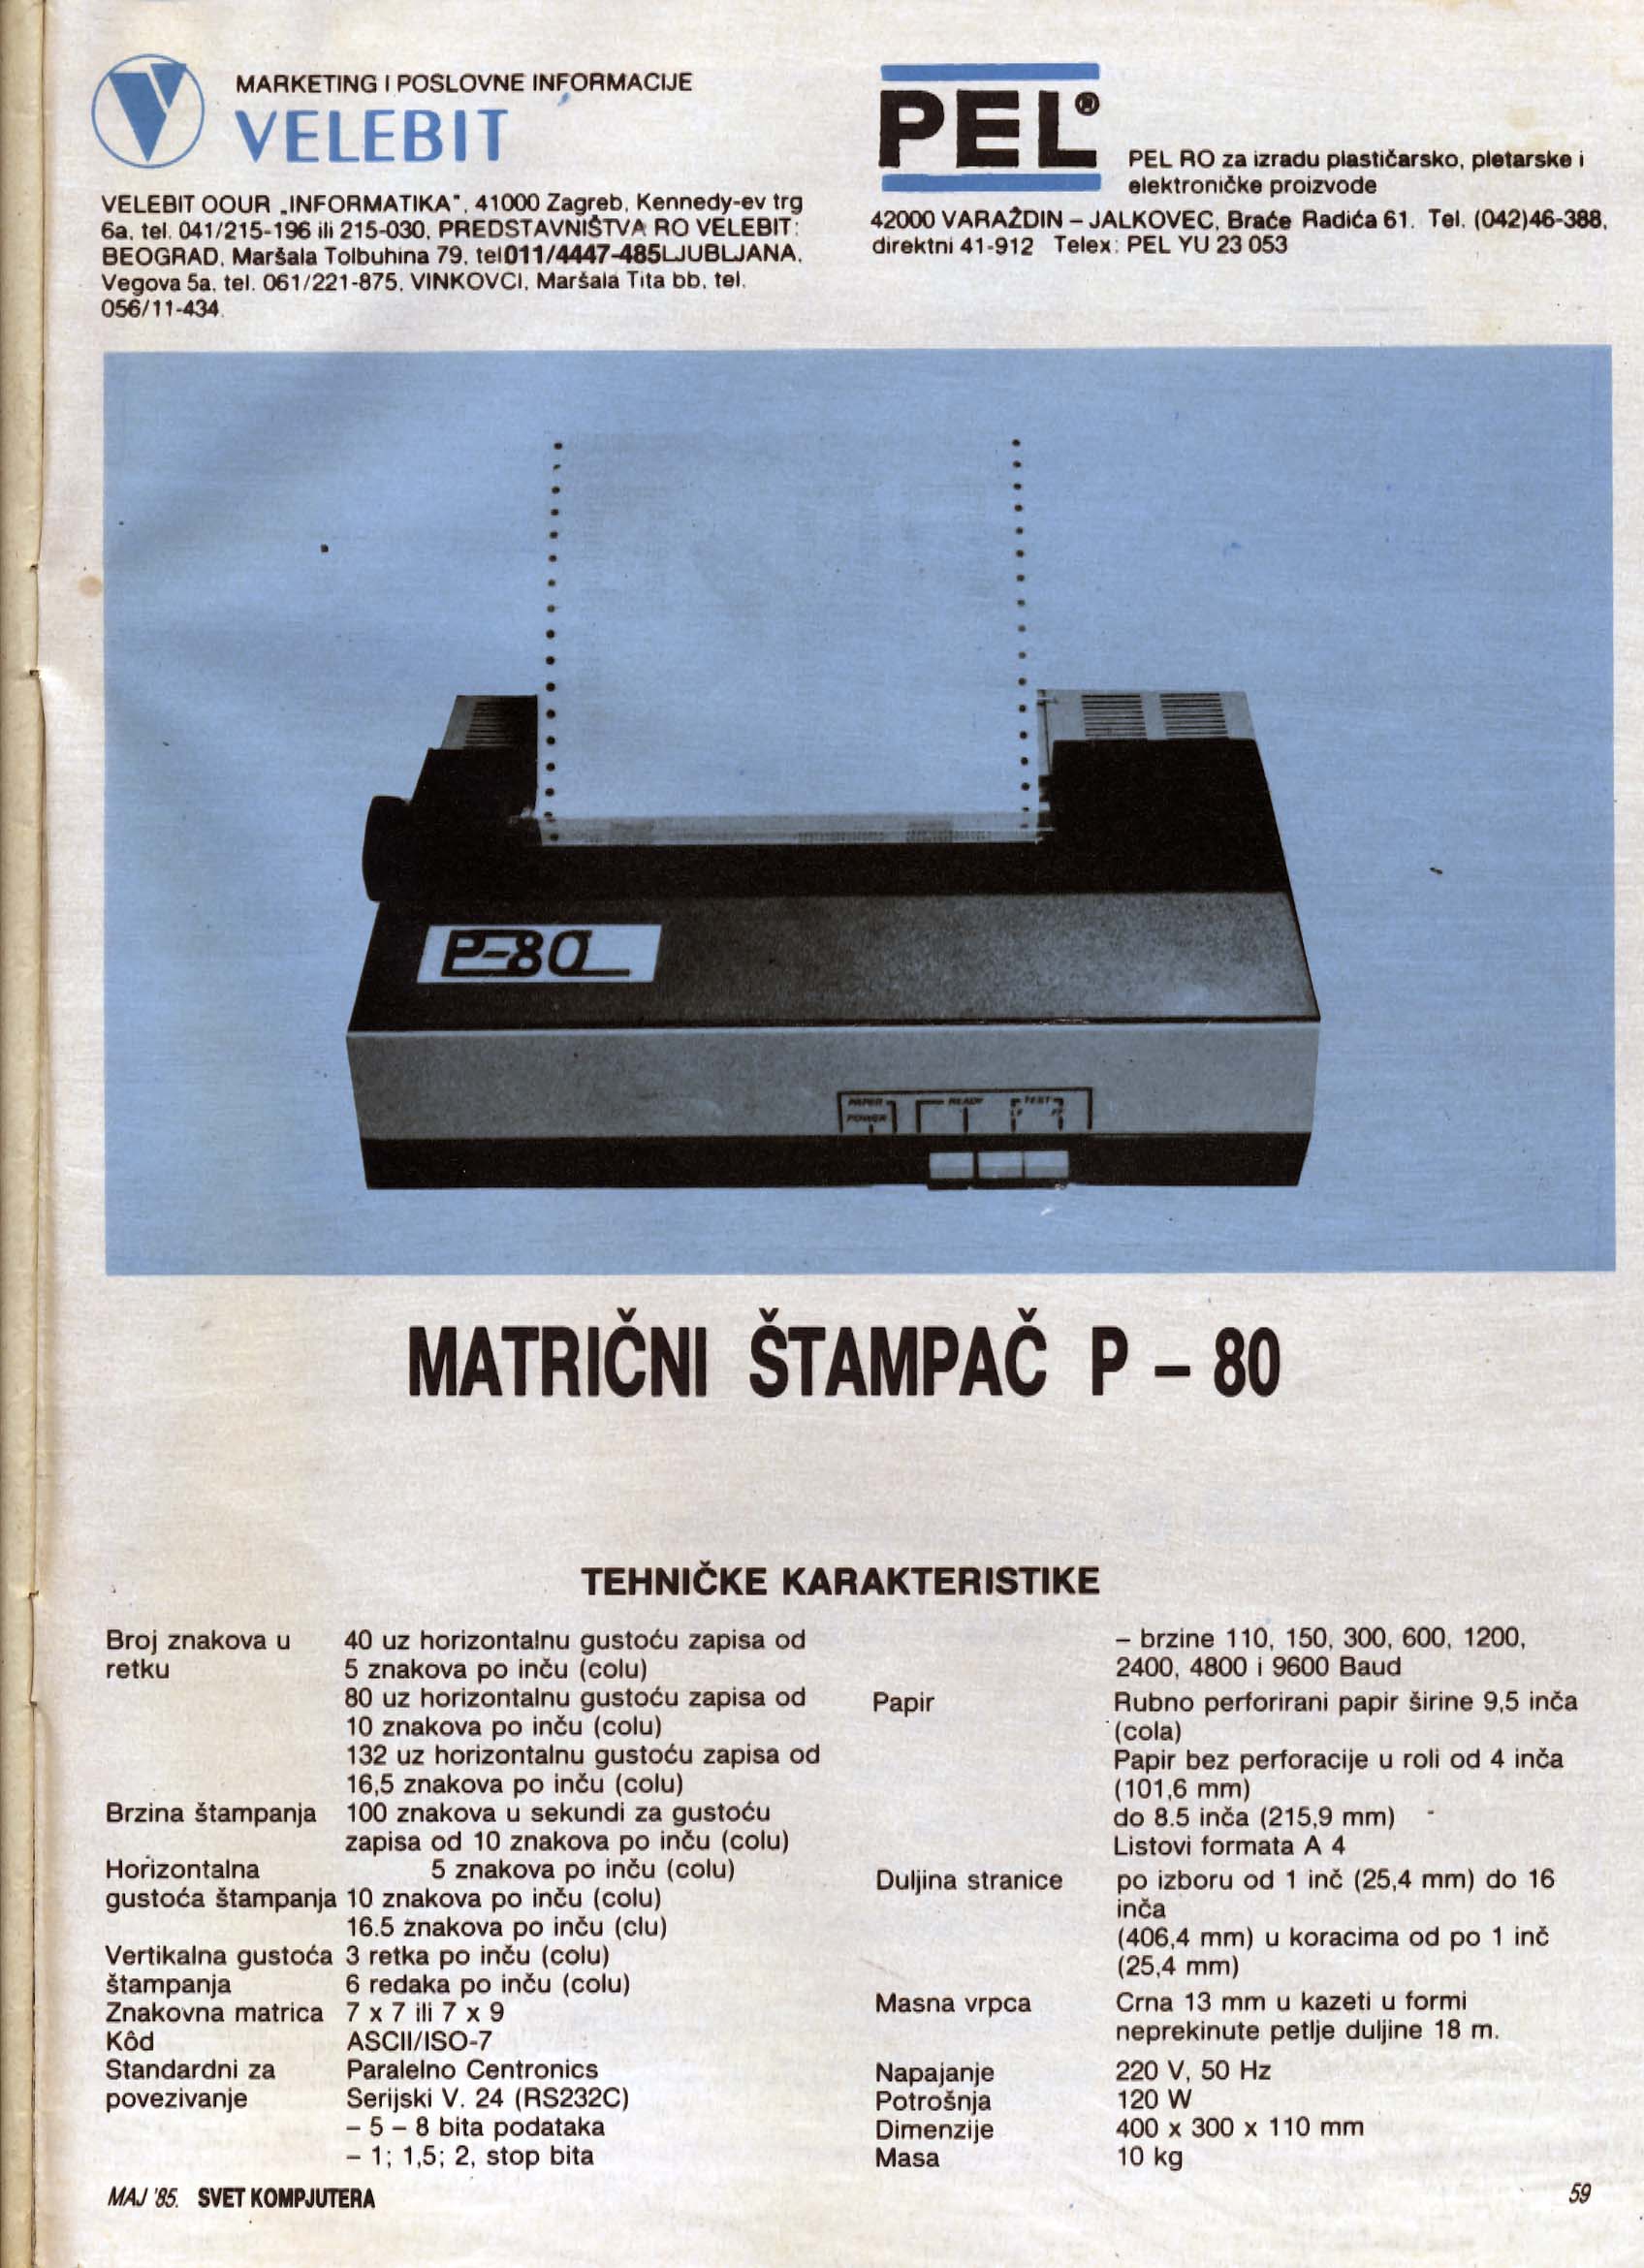 MARKETING I POSLOVNE INFORMACIJE
VELEBIT
VELEBIT OOUR „INFORMATIKA", 41000 Zagreb, Kennedy-ev trg
6a, tel. 041/215-196 ili 215-030, PREDSTAVNIŠTVA RO VELEBIT:
BEOGRAD, Maršala Tolbuhina 79, tel011/4447-485LJUBLJANA,
Vegova 5a, tel. 061/221-875, VINKOVCI, Maršala Tita bb, tel.
056/11-434
PEL®
PEL RO za izradu plastičarsko, pletarske i
elektroničke proizvode
42000 VARAŽDIN – JALKOVEC, Braće Radića 61. Tel. (042)46-388,
direktni 41-912 Telex: PEL YU 23 053
P-80
PAPER
POWER
READY
TEST
LF FF
MATRIČNI ŠTAMPAČ P – 80
TEHNIČKE KARAKTERISTIKE
Broj znakova u 40 uz horizontalnu gustoću zapisa od
retku 5 znakova po inču (colu)
80 uz horizontalnu gustoću zapisa od
10 znakova po inču (colu)
132 uz horizontalnu gustoću zapisa od
16,5 znakova po inču (colu)
Brzina štampanja 100 znakova u sekundi za gustoću
zapisa od 10 znakova po inču (colu)
Horizontalna 5 znakova po inču (colu)
gustoća štampanja 10 znakova po inču (colu)
16.5 znakova po inču (clu)
Vertikalna gustoća 3 retka po inču (colu)
štampanja 6 redaka po inču (colu)
Znakovna matrica 7 x 7 ili 7 x 9
Kôd ASCII/ISO-7
Standardni za Paralelno Centronics
povezivanje Serijski V. 24 (RS232C)
– 5 – 8 bita podataka
– 1; 1,5; 2, stop bita
– brzine 110, 150, 300, 600, 1200,
2400, 4800 i 9600 Baud
Papir Rubno perforirani papir širine 9,5 inča
(cola)
Papir bez perforacije u roli od 4 inča
(101,6 mm)
do 8.5 inča (215,9 mm)
Listovi formata A 4
Duljina stranice po izboru od 1 inč (25,4 mm) do 16
inča
(406,4 mm) u koracima od po 1 inč
(25,4 mm)
Masna vrpca Crna 13 mm u kazeti u formi
neprekinute petlje duljine 18 m.
Napajanje 220 V, 50 Hz
Potrošnja 120 W
Dimenzije 400 x 300 x 110 mm
Masa 10 kg
MAJ '85. SVET KOMPJUTERA
59